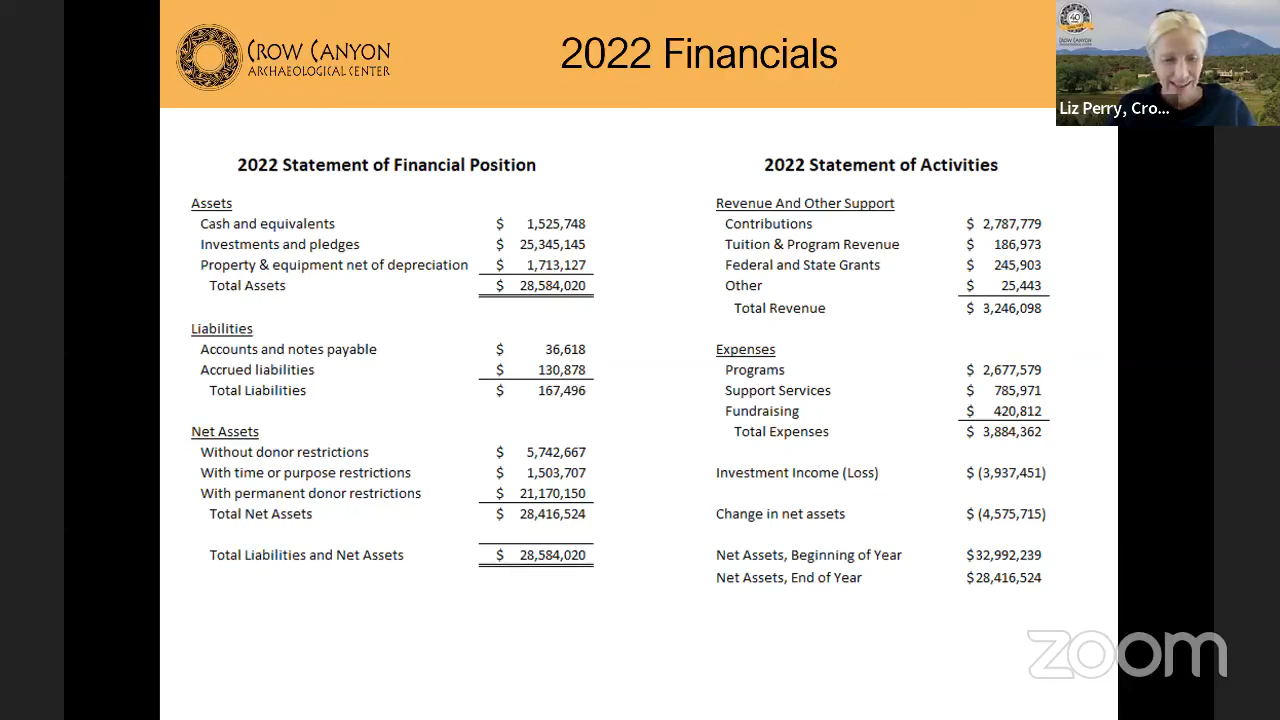 CROW CANYON
ARCHAEOLOGICAL CENTER
2022 Financials
40
CROW CANYON
Liz Perry, Cro...
2022 Statement of Financial Position
Assets
Cash and equivalents $ 1,525,748
Investments and pledges $ 25,345,145
Property & equipment net of depreciation $ 1,713,127
Total Assets $ 28,584,020
Liabilities
Accounts and notes payable $ 36,618
Accrued liabilities $ 130,878
Total Liabilities $ 167,496
Net Assets
Without donor restrictions $ 5,742,667
With time or purpose restrictions $ 1,503,707
With permanent donor restrictions $ 21,170,150
Total Net Assets $ 28,416,524
Total Liabilities and Net Assets $ 28,584,020
2022 Statement of Activities
Revenue And Other Support
Contributions $ 2,787,779
Tuition & Program Revenue $ 186,973
Federal and State Grants $ 245,903
Other $ 25,443
Total Revenue $ 3,246,098
Expenses
Programs $ 2,677,579
Support Services $ 785,971
Fundraising $ 420,812
Total Expenses $ 3,884,362
Investment Income (Loss) $ (3,937,451)
Change in net assets $ (4,575,715)
Net Assets, Beginning of Year $32,992,239
Net Assets, End of Year $28,416,524
zoom